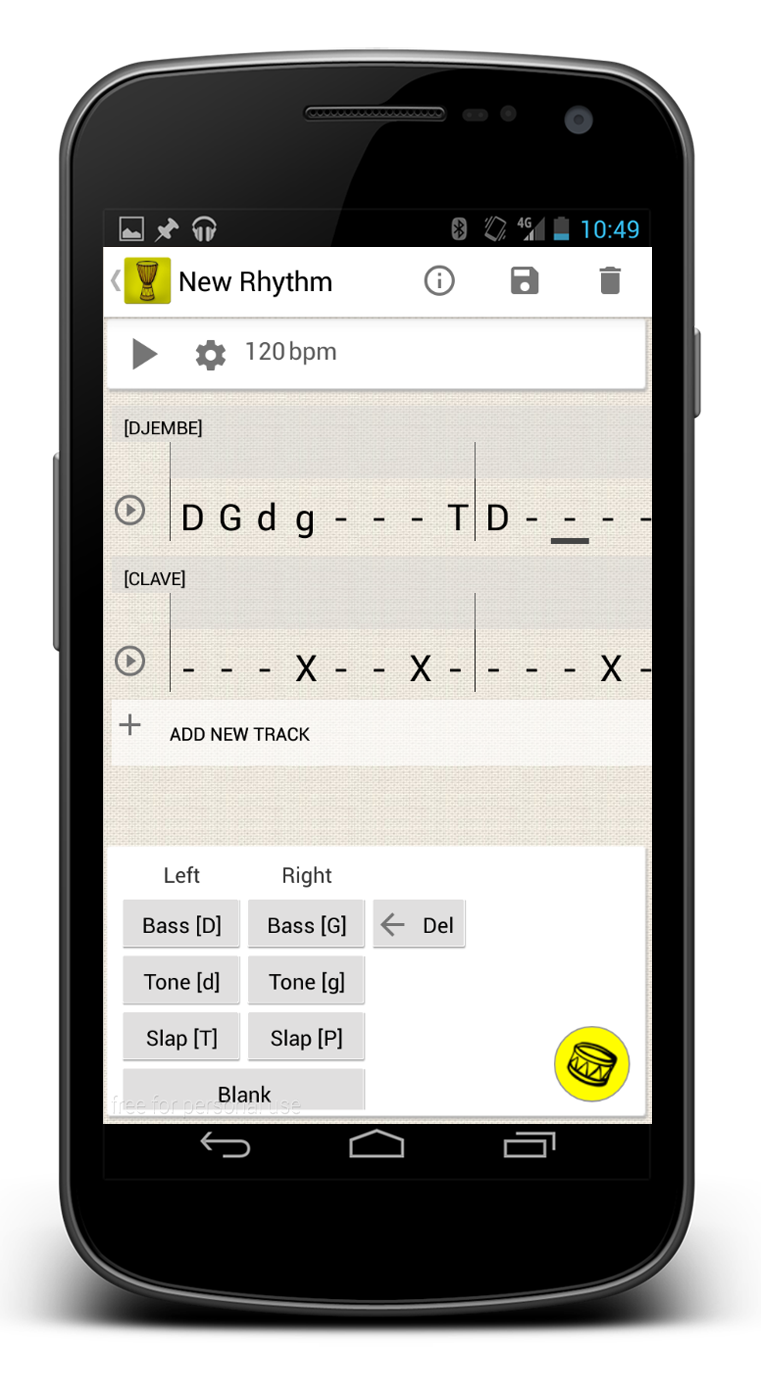 4G 10:49
New Rhythm
120 bpm
[DJEMBE]
D G d g - - - T D - - - -
[CLAVE]
- - - X - - X - - - - X -
+ ADD NEW TRACK
Left Right
Bass [D] Bass [G] ← Del
Tone [d] Tone [g]
Slap [T] Slap [P]
Blank
free for personal use